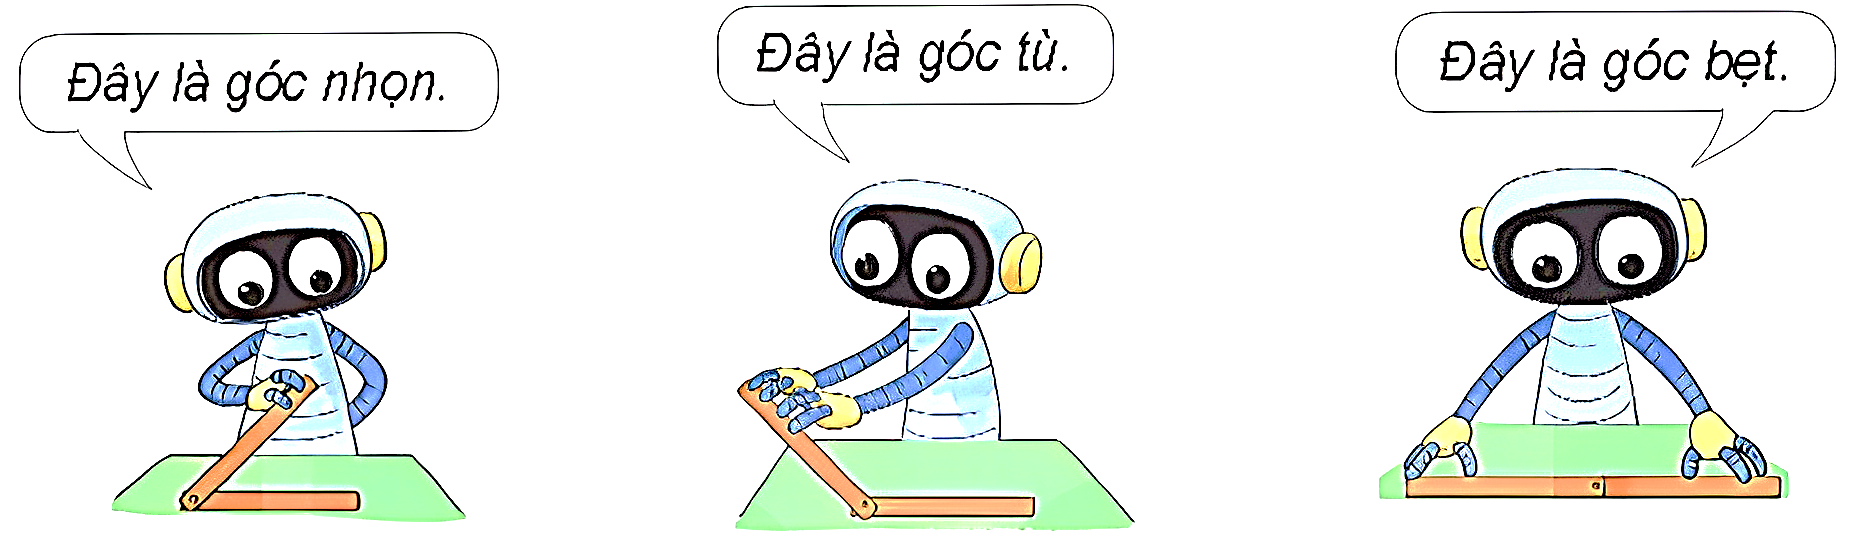 Đây là góc nhọn.
Đây là góc tù.
Đây là góc bẹt.